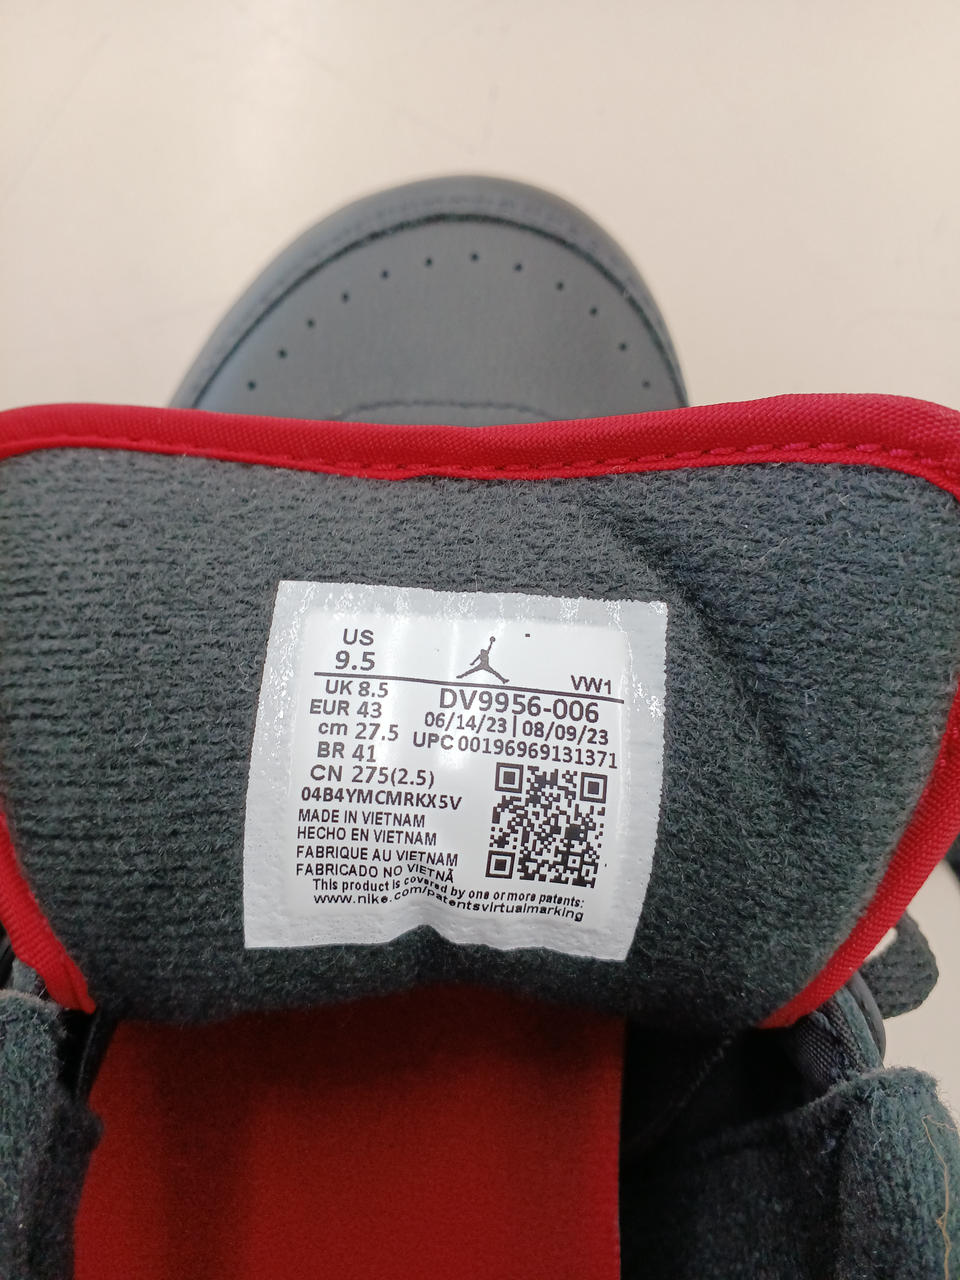 US
9.5
VW1
UK 8.5
EUR 43
cm 27.5
BR 41
CN 275(2.5)
DV9956-006
06/14/23 | 08/09/23
UPC 00196969131371
04B4YMCMRKX5V
MADE IN VIETNAM
HECHO EN VIETNAM
FABRIQUE AU VIETNAM
FABRICADO NO VIETNÃ
This product is covered by one or more patents:
www.nike.com/patentsvirtualmarking